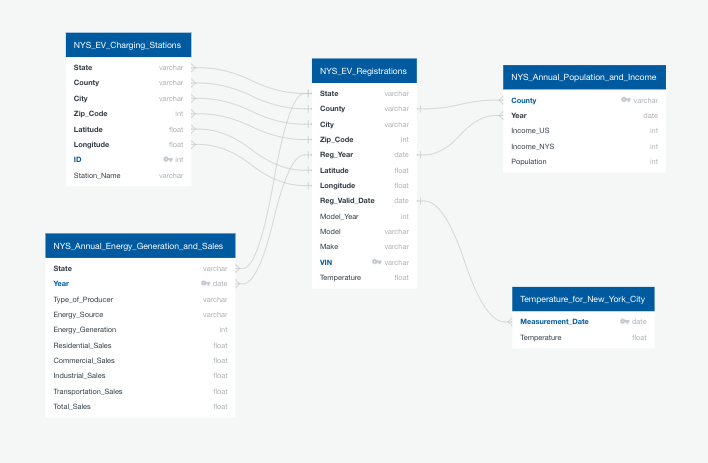 NYS_EV_Charging_Stations
State varchar
County varchar
City varchar
Zip_Code int
Latitude float
Longitude float
ID int
Station_Name varchar
NYS_EV_Registrations
State varchar
County varchar
City varchar
Zip_Code int
Reg_Year date
Latitude float
Longitude float
Reg_Valid_Date date
Model_Year int
Model varchar
Make varchar
VIN varchar
Temperature float
NYS_Annual_Population_and_Income
County varchar
Year date
Income_US int
Income_NYS int
Population int
NYS_Annual_Energy_Generation_and_Sales
State varchar
Year date
Type_of_Producer varchar
Energy_Source varchar
Energy_Generation int
Residential_Sales float
Commercial_Sales float
Industrial_Sales float
Transportation_Sales float
Total_Sales float
Temperature_for_New_York_City
Measurement_Date date
Temperature float